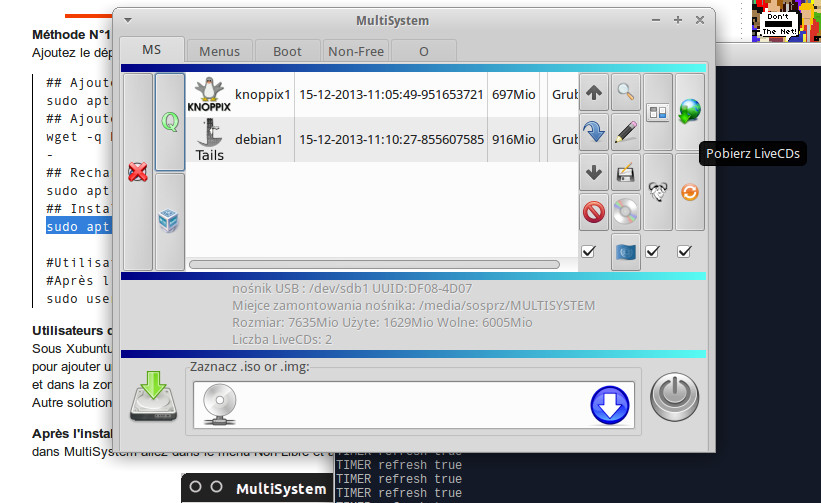 MultiSystem
Don't
The Net!
MS Menus Boot Non-Free O
Méthode N°1
Ajoutez le dép
## Ajoute
sudo apt
## Ajoute
wget -q
-
## Recha
sudo apt
## Insta
sudo apt
#Utilisat
#Après l
sudo use
Utilisateurs d
Sous Xubuntu
pour ajouter u
et dans la zon
Autre solution
Après l'instal
dans MultiSystem allez dans le menu Non-Libre et
KNOPPIX knoppix1 15-12-2013-11:05:49-951653721 697Mio Grub
Tails debian1 15-12-2013-11:10:27-855607585 916Mio Grub
Pobierz LiveCDs
nośnik USB : /dev/sdb1 UUID:DF08-4D07
Miejce zamontowania nośnika: /media/sosprz/MULTISYSTEM
Rozmiar: 7635Mio Użyte: 1629Mio Wolne: 6005Mio
Liczba LiveCDs: 2
Zaznacz .iso or .img:
TIMER refresh true
TIMER refresh true
TIMER refresh true
TIMER refresh true
MultiSystem